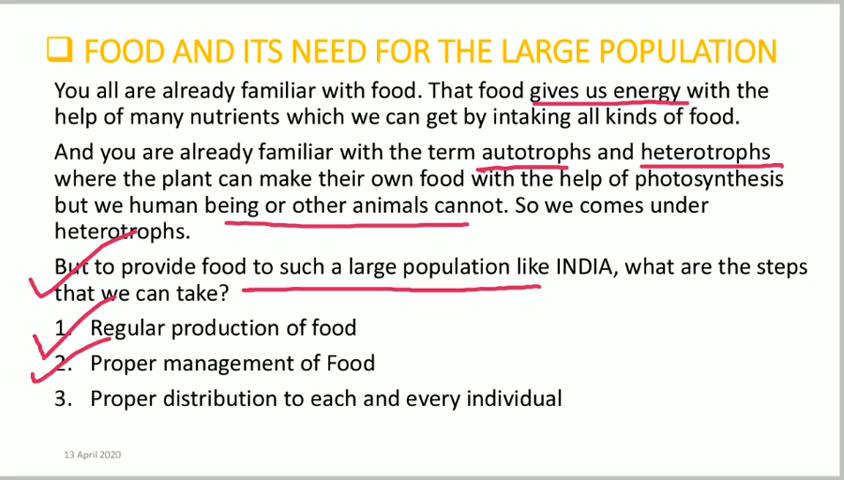 FOOD AND ITS NEED FOR THE LARGE POPULATION
You all are already familiar with food. That food gives us energy with the
help of many nutrients which we can get by intaking all kinds of food.
And you are already familiar with the term autotrophs and heterotrophs
where the plant can make their own food with the help of photosynthesis
but we human being or other animals cannot. So we comes under
heterotrophs.
But to provide food to such a large population like INDIA, what are the steps
that we can take?
1. Regular production of food
2. Proper management of Food
3. Proper distribution to each and every individual
13 April 2020